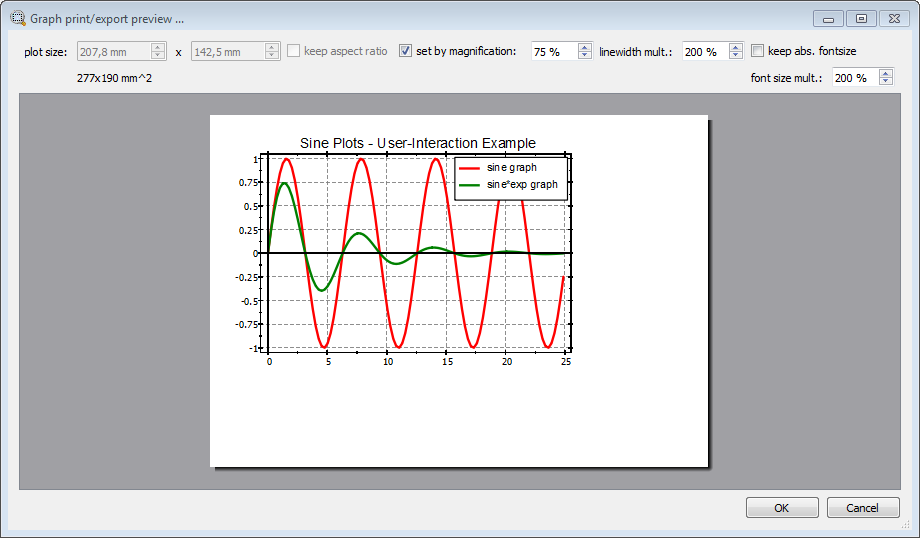 Graph print/export preview ...
plot size: 207,8 mm x 142,5 mm keep aspect ratio set by magnification: 75 % linewidth mult.: 200 % keep abs. fontsize
277x190 mm^2 font size mult.: 200 %
Sine Plots - User-Interaction Example
sine graph
sine*exp graph
1
0.75
0.5
0.25
0
-0.25
-0.5
-0.75
-1
0 5 10 15 20 25
OK Cancel